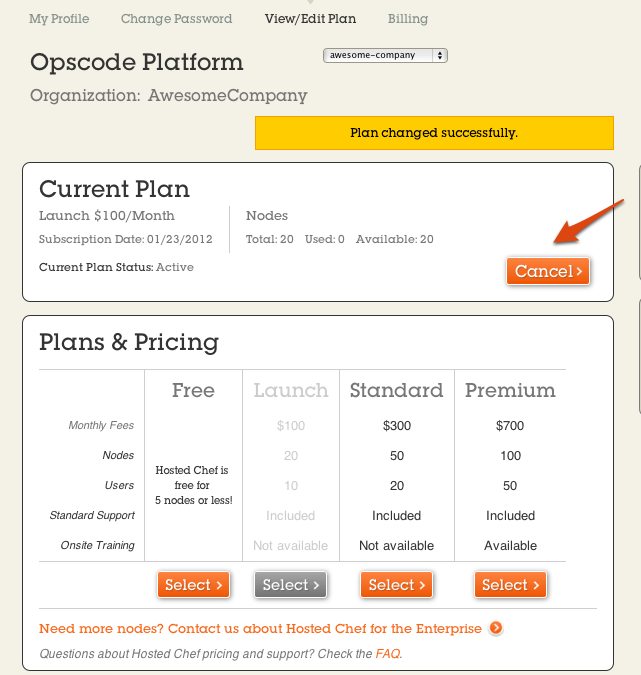 My Profile Change Password View/Edit Plan Billing
Opscode Platform
awesome-company
Organization: AwesomeCompany
Plan changed successfully.
Current Plan
Launch $100/Month Nodes
Subscription Date: 01/23/2012 Total: 20 Used: 0 Available: 20
Current Plan Status: Active
Cancel ›
Plans & Pricing
Free Launch Standard Premium
Monthly Fees $100 $300 $700
Nodes 20 50 100
Hosted Chef is
free for
5 nodes or less!
Users 10 20 50
Standard Support Included Included Included
Onsite Training Not available Not available Available
Select › Select › Select › Select ›
Need more nodes? Contact us about Hosted Chef for the Enterprise
Questions about Hosted Chef pricing and support? Check the FAQ.